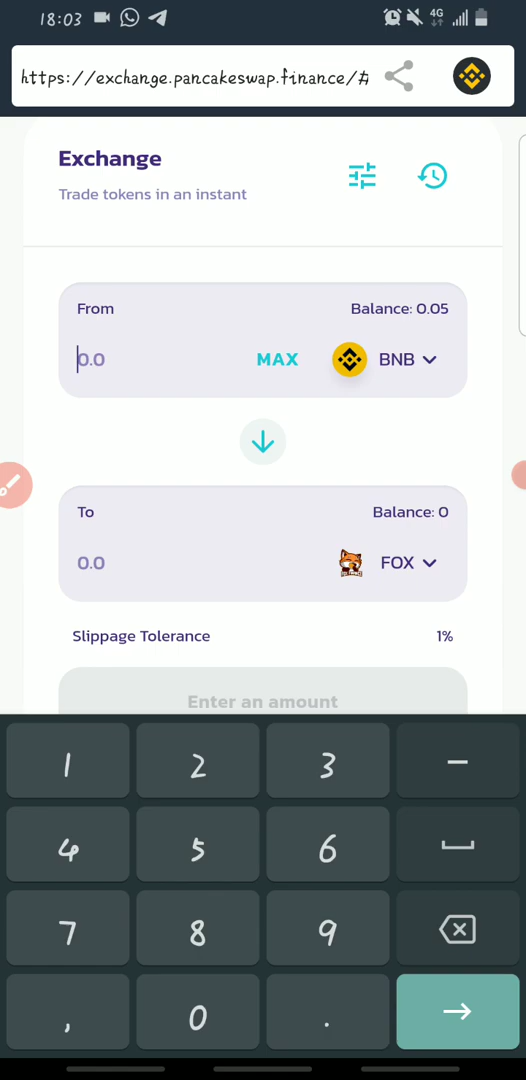 18:03
4G
https://exchange.pancakeswap.finance/#
Exchange
Trade tokens in an instant
From
Balance: 0.05
0.0
MAX
BNB
To
Balance: 0
0.0
FOX
Slippage Tolerance
1%
Enter an amount
1 2 3 –
4 5 6
7 8 9
, 0 .